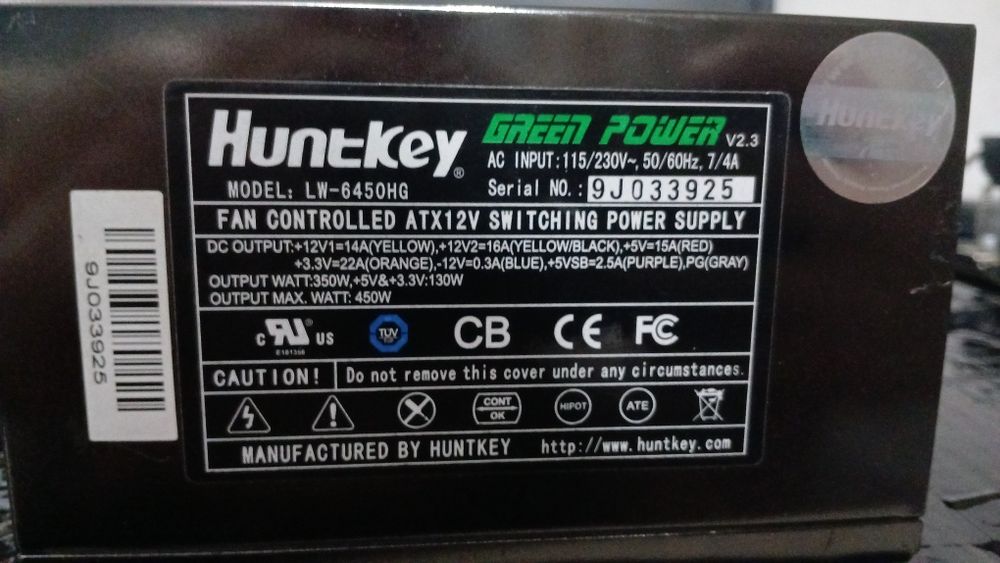 Huntkey
Huntkey® GREEN POWER V2.3
AC INPUT:115/230V~, 50/60Hz, 7/4A
MODEL: LW-6450HG Serial NO.: 9J033925
FAN CONTROLLED ATX12V SWITCHING POWER SUPPLY
DC OUTPUT:+12V1=14A(YELLOW),+12V2=16A(YELLOW/BLACK),+5V=15A(RED)
+3.3V=22A(ORANGE),-12V=0.3A(BLUE),+5VSB=2.5A(PURPLE),PG(GRAY)
OUTPUT WATT:350W,+5V&+3.3V:130W
OUTPUT MAX. WATT: 450W
c RU US TÜV CB CE FC
E181356
CAUTION! Do not remove this cover under any circumstances.
CONT OK HIPOT ATE
MANUFACTURED BY HUNTKEY http://www.huntkey.com
9J033925